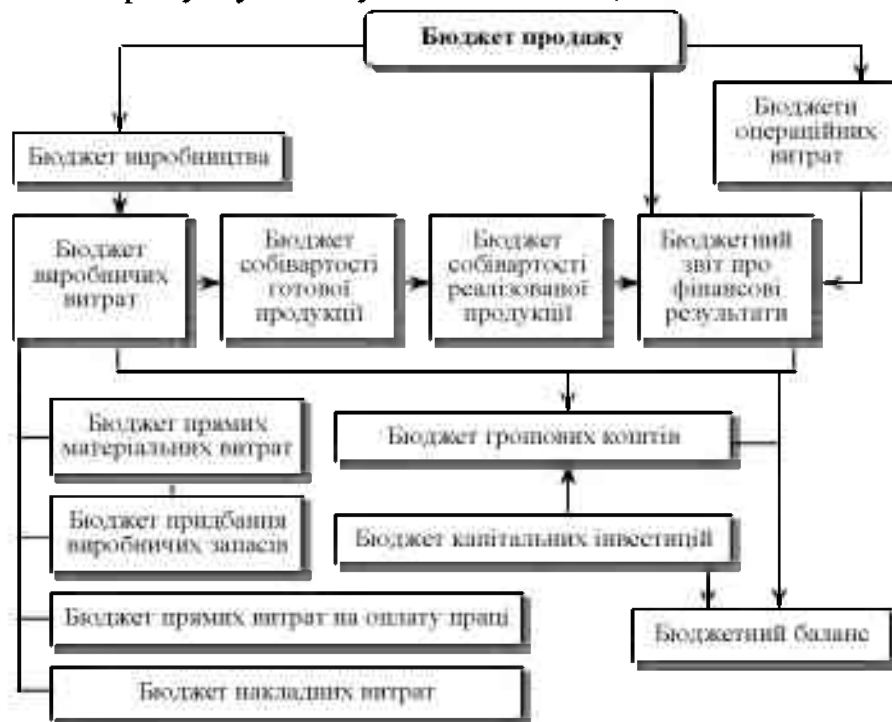 Бюджет продажу
Бюджети
операційних
витрат
Бюджет виробництва
Бюджет
виробничих
витрат
Бюджет
собівартості
готової
продукції
Бюджет
собівартості
реалізованої
продукції
Бюджетний
звіт про
фінансові
результати
Бюджет прямих
матеріальних витрат
Бюджет грошових коштів
Бюджет придбання
виробничих запасів
Бюджет капітальних інвестицій
Бюджет прямих витрат на оплату праці
Бюджетний баланс
Бюджет накладних витрат